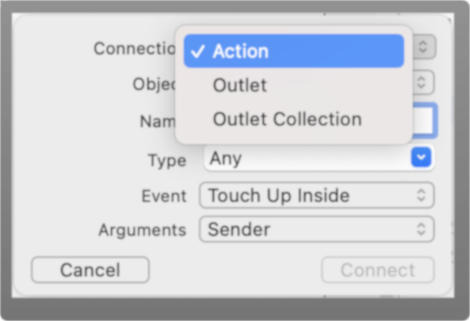 Connectio
✓ Action
Objec
Outlet
Nam
Outlet Collection
Type Any
Event Touch Up Inside
Arguments Sender
Cancel Connect